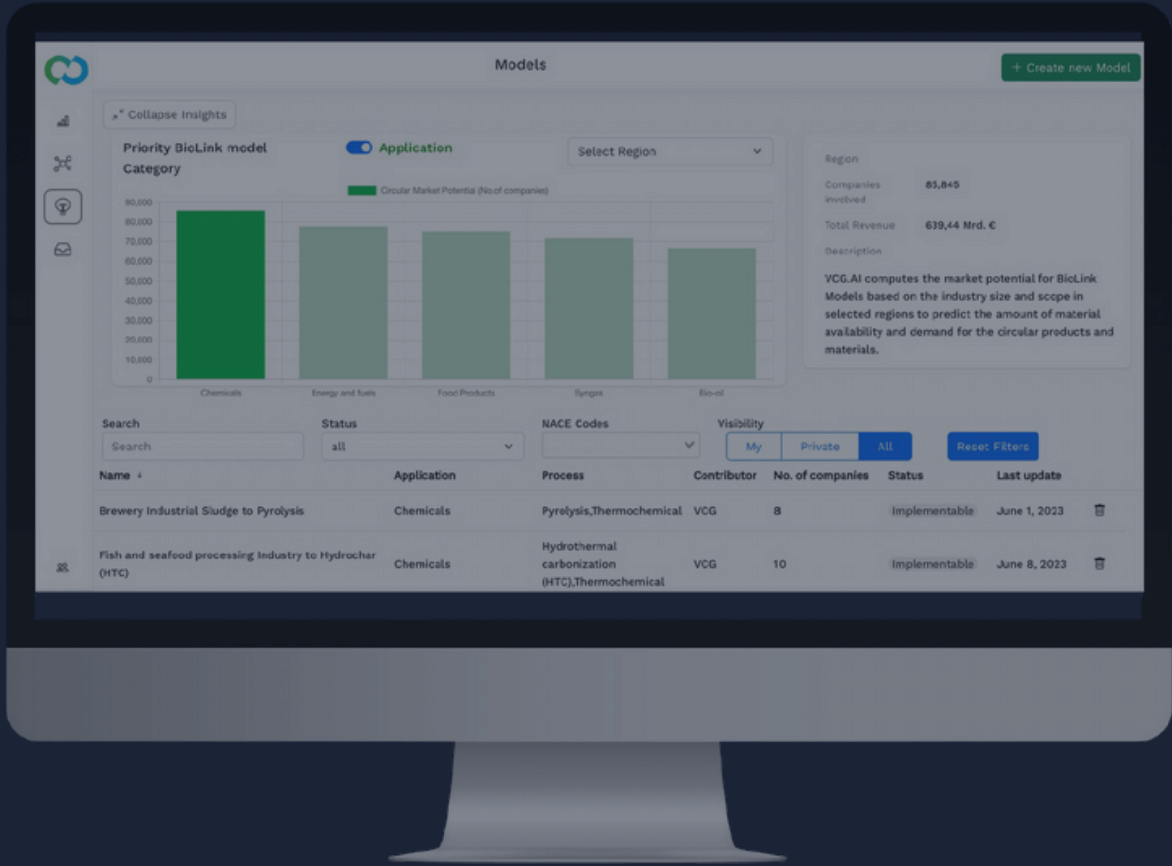 Models
+ Create new Model
Collapse Insights
Priority BioLink model
Category
Application
Select Region
Circular Market Potential (No of companies)
90,000
80,000
70,000
60,000
50,000
40,000
30,000
20,000
10,000
0
Chemicals
Energy and fuels
Food Products
Syngas
Bio-oil
Region
Companies
involved
85,845
Total Revenue
639,44 Mrd. €
Description
VCG.AI computes the market potential for BioLink
Models based on the industry size and scope in
selected regions to predict the amount of material
availability and demand for the circular products and
materials.
Search
Status
NACE Codes
Visibility
Search
all
My
Private
All
Reset Filters
Name
Application
Process
Contributor
No. of companies
Status
Last update
Brewery Industrial Sludge to Pyrolysis
Chemicals
Pyrolysis,Thermochemical
VCG
8
Implementable
June 1, 2023
Fish and seafood processing Industry to Hydrochar
(HTC)
Chemicals
Hydrothermal
carbonization
(HTC),Thermochemical
VCG
10
Implementable
June 8, 2023